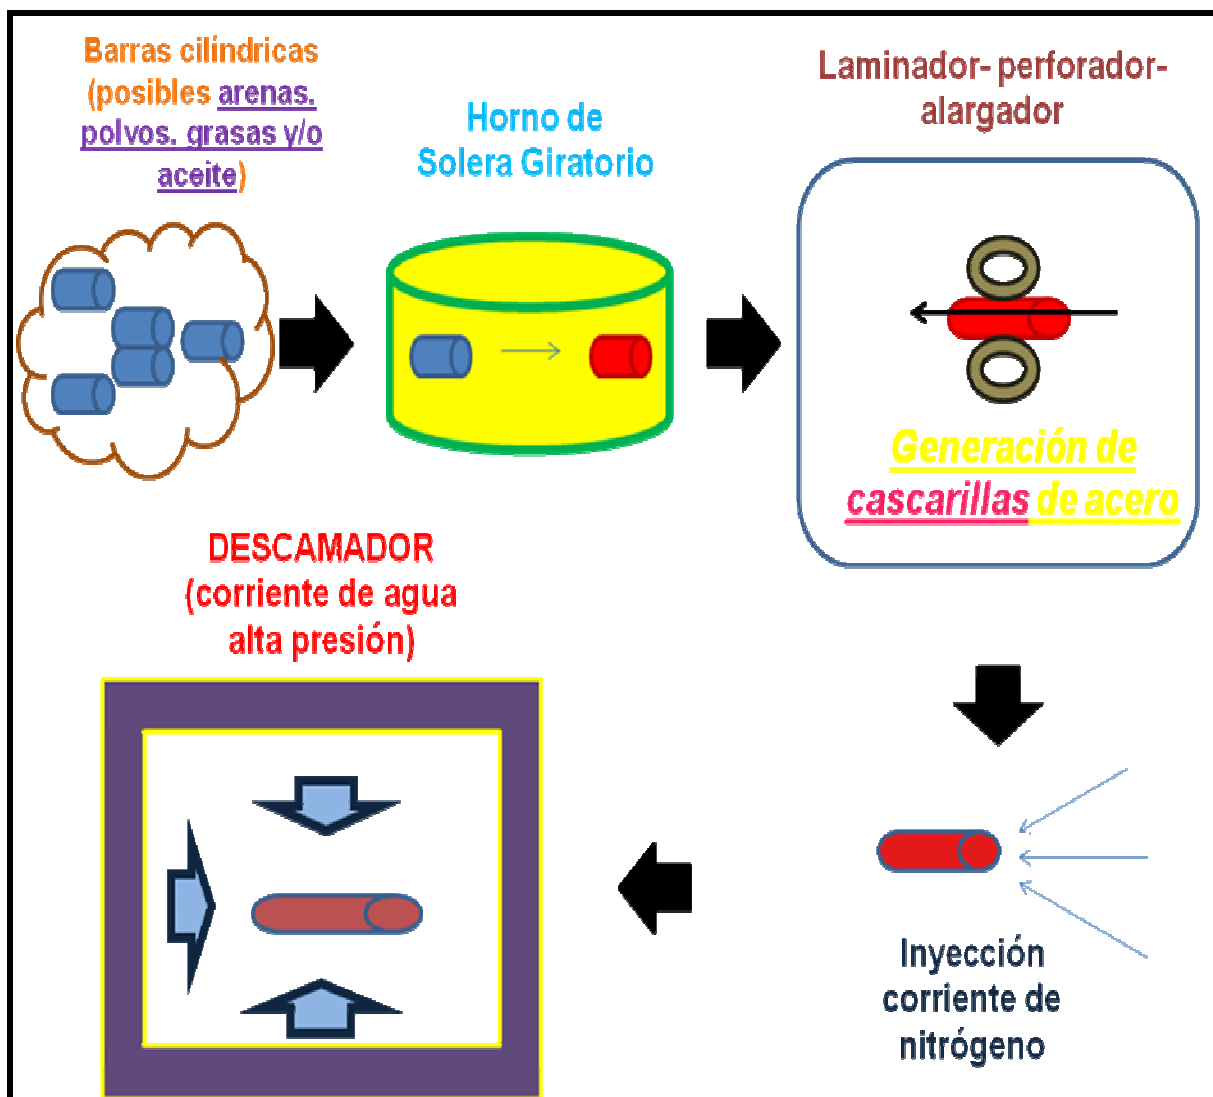 Barras cilíndricas
(posibles arenas.
polvos. grasas y/o
aceite)
Horno de
Solera Giratorio
Laminador- perforador-
alargador
Generación de
cascarillas de acero
DESCAMADOR
(corriente de agua
alta presión)
Inyección
corriente de
nitrógeno